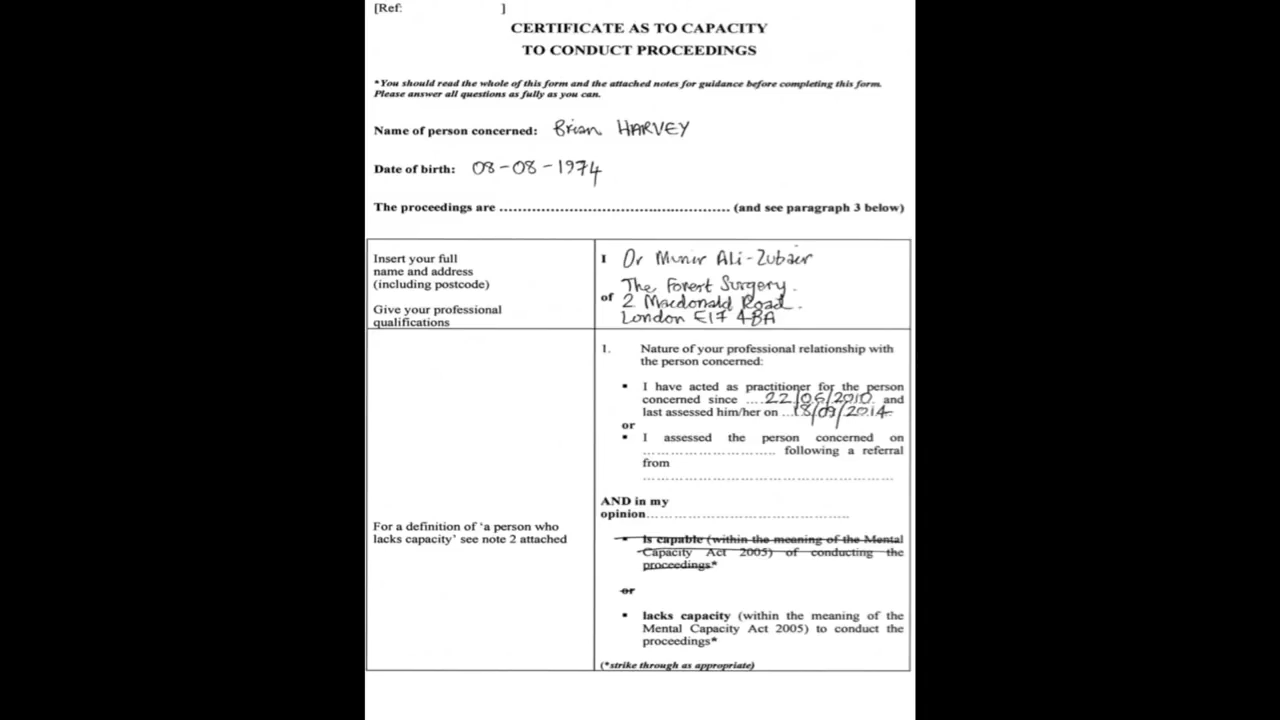 [Ref: ]
CERTIFICATE AS TO CAPACITY
TO CONDUCT PROCEEDINGS
*You should read the whole of this form and the attached notes for guidance before completing this form.
Please answer all questions as fully as you can.
Name of person concerned: Brian HARVEY
Date of birth: 08-08-1974
The proceedings are ........................................................ (and see paragraph 3 below)
Insert your full
name and address
(including postcode)
Give your professional
qualifications
I Dr Munir Ali-Zubair
The Forest Surgery.
of 2 Macdonald Road.
London E17 4BA
For a definition of ‘a person who
lacks capacity’ see note 2 attached
1. Nature of your professional relationship with
the person concerned:
▪ I have acted as practitioner for the person
concerned since ....22/06/2010. and
last assessed him/her on ...18/09/2014.
or
▪ I assessed the person concerned on
................................. following a referral
from
................................................................
AND in my
opinion....................................................
▪ is capable (within the meaning of the Mental
Capacity Act 2005) of conducting the
proceedings*
or
▪ lacks capacity (within the meaning of the
Mental Capacity Act 2005) to conduct the
proceedings*
(*strike through as appropriate)